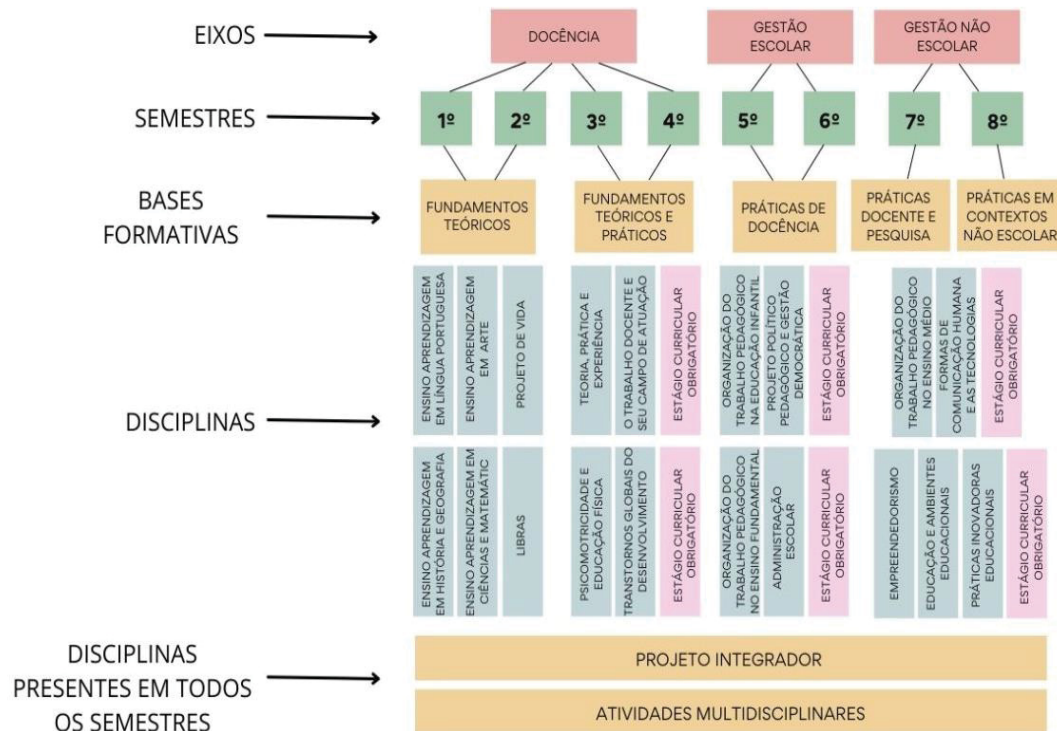 EIXOS
DOCÊNCIA
GESTÃO
ESCOLAR
GESTÃO NÃO
ESCOLAR
SEMESTRES
1º
2º
3º
4º
5º
6º
7º
8º
BASES
FORMATIVAS
FUNDAMENTOS
TEÓRICOS
FUNDAMENTOS
TEÓRICOS E
PRÁTICOS
PRÁTICAS DE
DOCÊNCIA
PRÁTICAS
DOCENTE E
PESQUISA
PRÁTICAS EM
CONTEXTOS
NÃO ESCOLAR
DISCIPLINAS
ENSINO APRENDIZAGEM
EM LÍNGUA PORTUGUESA
ENSINO APRENDIZAGEM
EM ARTE
PROJETO DE VIDA
TEORIA, PRÁTICA E
EXPERIÊNCIA
O TRABALHO DOCENTE E
SEU CAMPO DE ATUAÇÃO
ESTÁGIO CURRICULAR
OBRIGATÓRIO
ORGANIZAÇÃO DO
TRABALHO PEDAGÓGICO
NA EDUCAÇÃO INFANTIL
PROJETO POLÍTICO
PEDAGÓGICO E GESTÃO
DEMOCRÁTICA
ESTÁGIO CURRICULAR
OBRIGATÓRIO
ORGANIZAÇÃO DO
TRABALHO PEDAGÓGICO
NO ENSINO MÉDIO
FORMAS DE
COMUNICAÇÃO HUMANA
E AS TECNOLOGIAS
ESTÁGIO CURRICULAR
OBRIGATÓRIO
ENSINO APRENDIZAGEM
EM HISTÓRIA E GEOGRAFIA
ENSINO APRENDIZAGEM EM
CIÊNCIAS E MATEMÁTIC
LIBRAS
PSICOMOTRICIDADE E
EDUCAÇÃO FÍSICA
TRANSTORNOS GLOBAIS DO
DESENVOLVIMENTO
ESTÁGIO CURRICULAR
OBRIGATÓRIO
ORGANIZAÇÃO DO
TRABALHO PEDAGÓGICO
NO ENSINO FUNDAMENTAL
ADMINISTRAÇÃO
ESCOLAR
ESTÁGIO CURRICULAR
OBRIGATÓRIO
EMPREENDEDORISMO
EDUCAÇÃO E AMBIENTES
EDUCACIONAIS
PRÁTICAS INOVADORAS
EDUCACIONAIS
ESTÁGIO CURRICULAR
OBRIGATÓRIO
DISCIPLINAS
PRESENTES EM TODOS
OS SEMESTRES
PROJETO INTEGRADOR
ATIVIDADES MULTIDISCIPLINARES